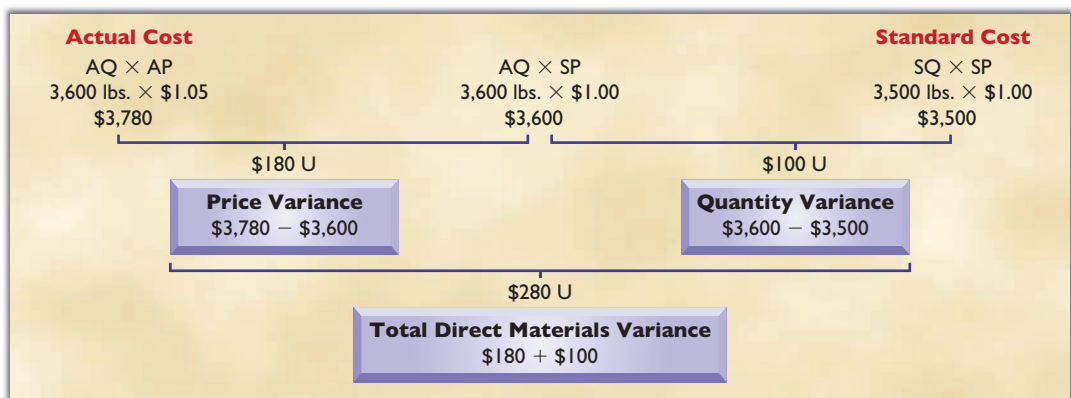 Actual Cost
AQ × AP
3,600 lbs. × $1.05
$3,780
AQ × SP
3,600 lbs. × $1.00
$3,600
Standard Cost
SQ × SP
3,500 lbs. × $1.00
$3,500
$180 U
Price Variance
$3,780 − $3,600
$100 U
Quantity Variance
$3,600 − $3,500
$280 U
Total Direct Materials Variance
$180 + $100